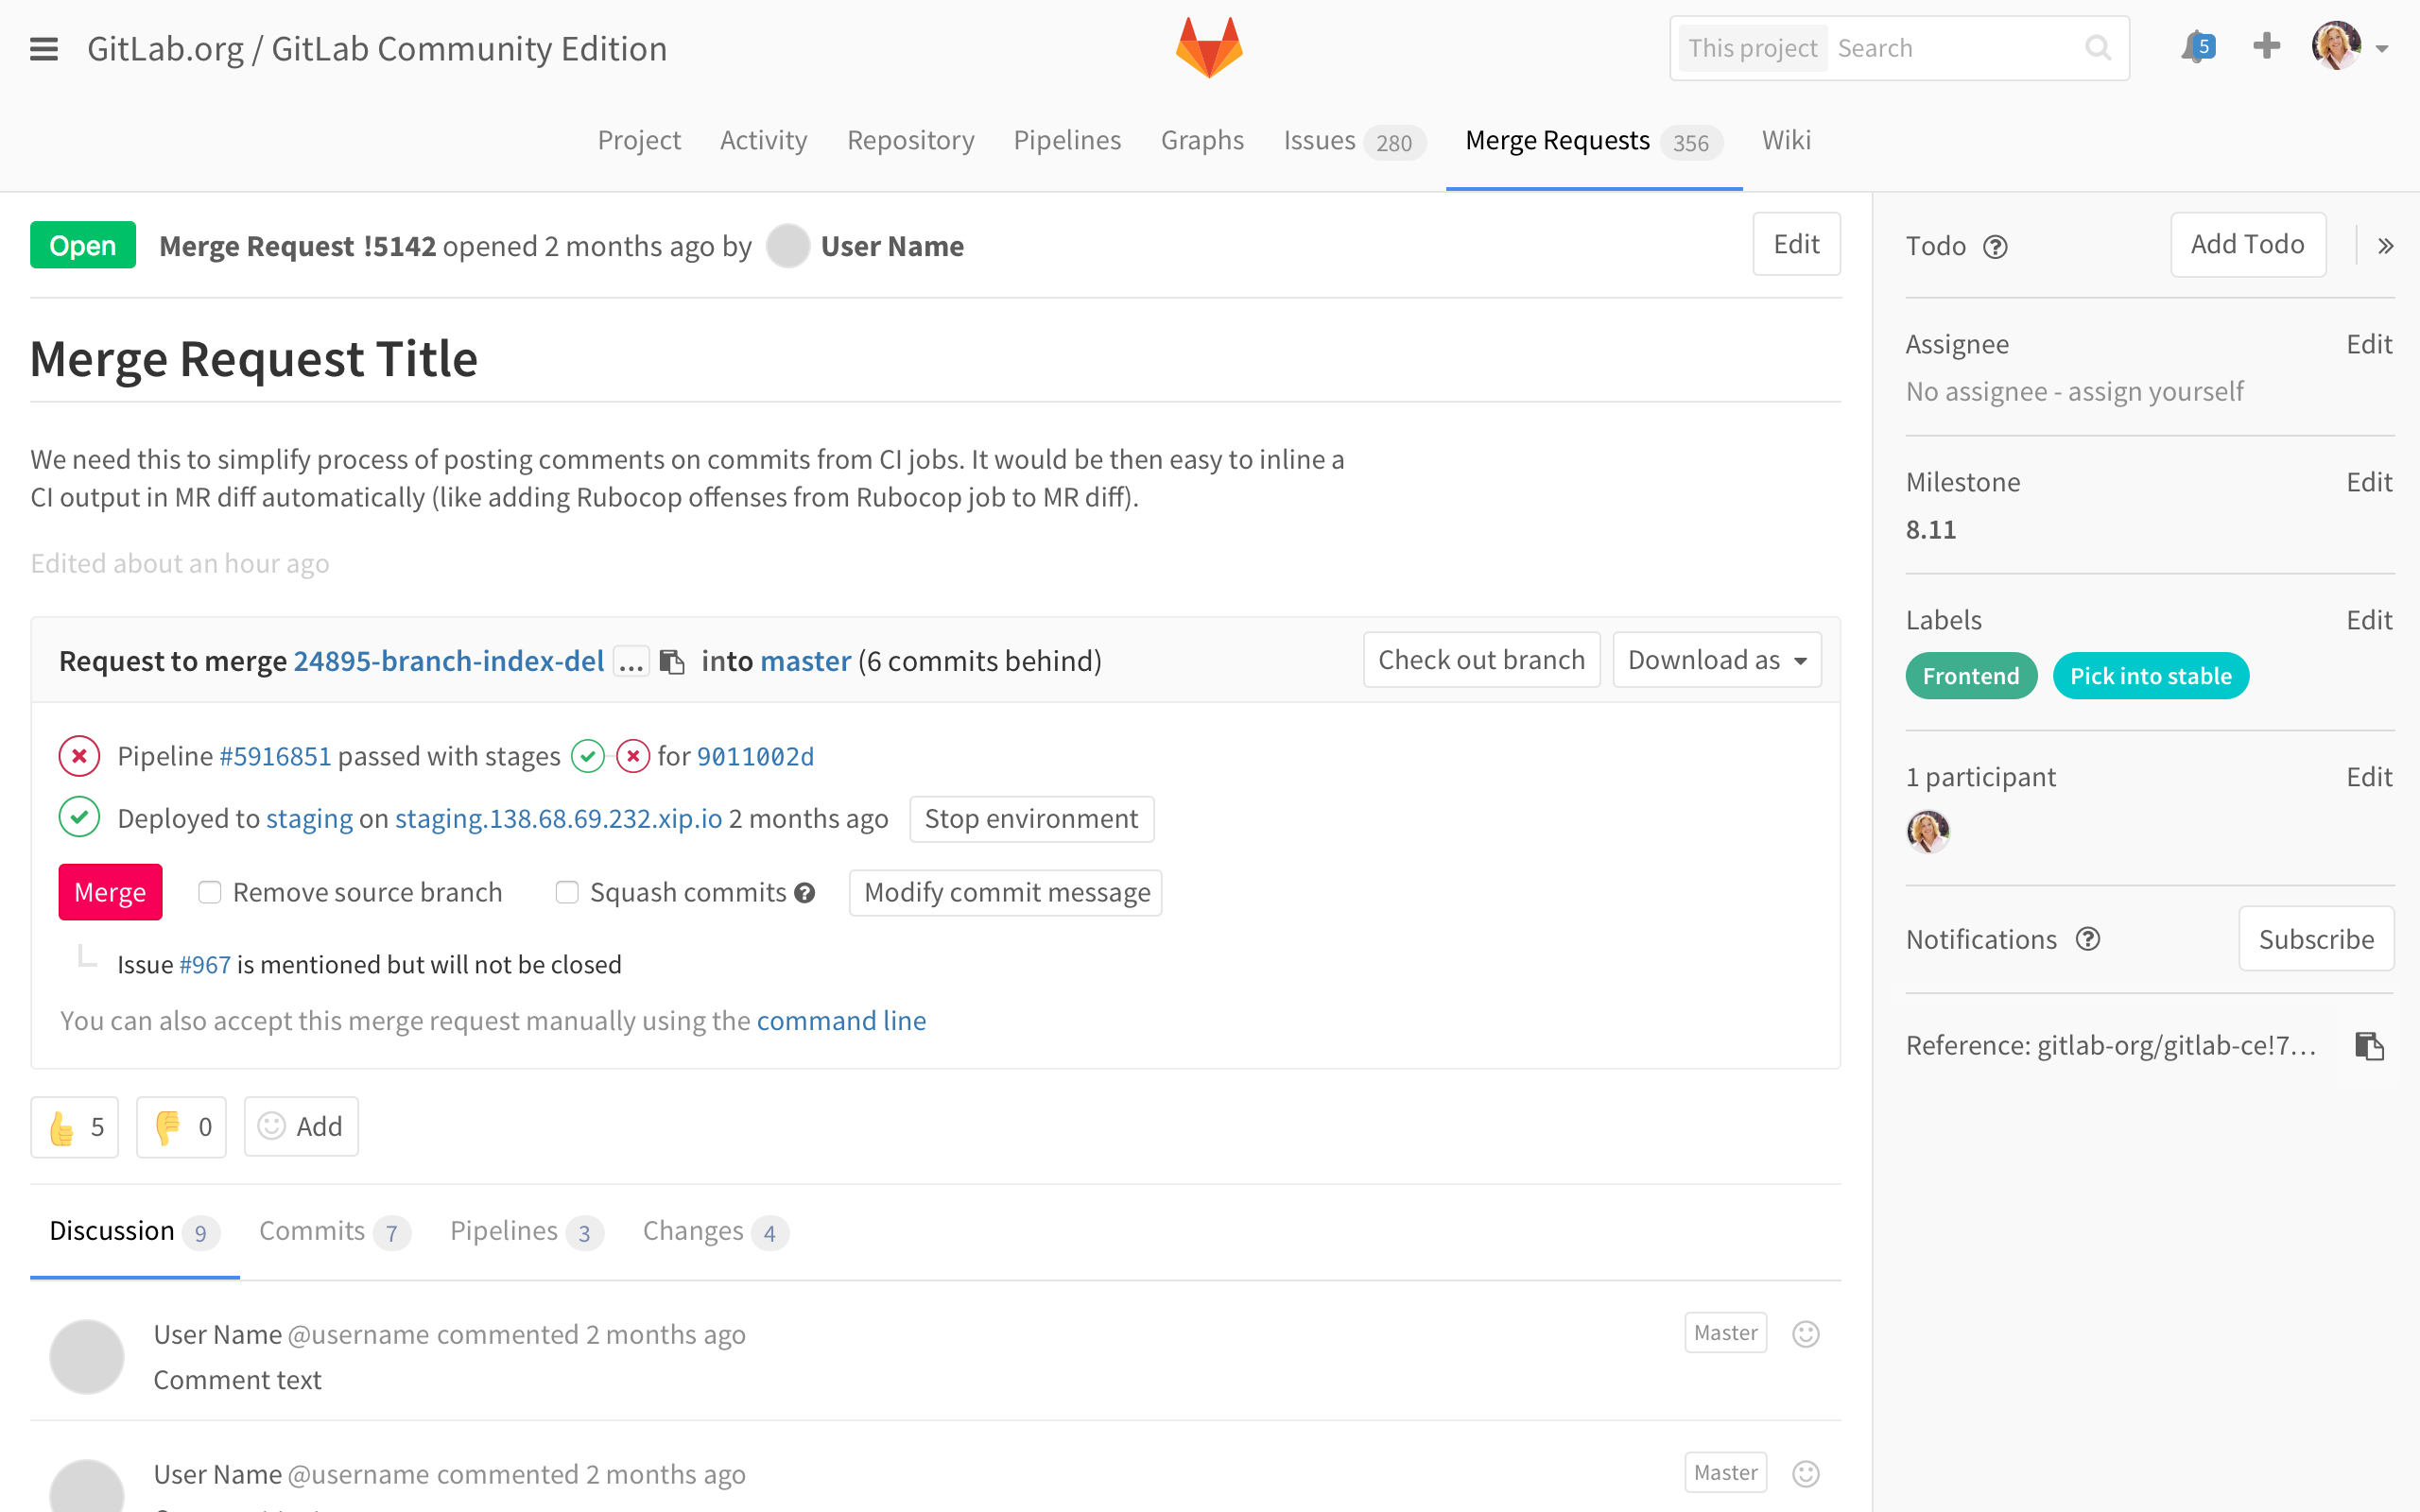 GitLab.org / GitLab Community Edition
This project Search
5
Project Activity Repository Pipelines Graphs Issues 280 Merge Requests 356 Wiki
Open Merge Request !5142 opened 2 months ago by User Name Edit
Merge Request Title
We need this to simplify process of posting comments on commits from CI jobs. It would be then easy to inline a
CI output in MR diff automatically (like adding Rubocop offenses from Rubocop job to MR diff).
Edited about an hour ago
Request to merge 24895-branch-index-del ... into master (6 commits behind) Check out branch Download as
Pipeline #5916851 passed with stages for 9011002d
Deployed to staging on staging.138.68.69.232.xip.io 2 months ago Stop environment
Merge Remove source branch Squash commits ? Modify commit message
Issue #967 is mentioned but will not be closed
You can also accept this merge request manually using the command line
5 0 Add
Discussion 9 Commits 7 Pipelines 3 Changes 4
User Name @username commented 2 months ago Master
Comment text
User Name @username commented 2 months ago Master
Todo ? Add Todo »
Assignee Edit
No assignee - assign yourself
Milestone Edit
8.11
Labels Edit
Frontend Pick into stable
1 participant Edit
Notifications ? Subscribe
Reference: gitlab-org/gitlab-ce!7...